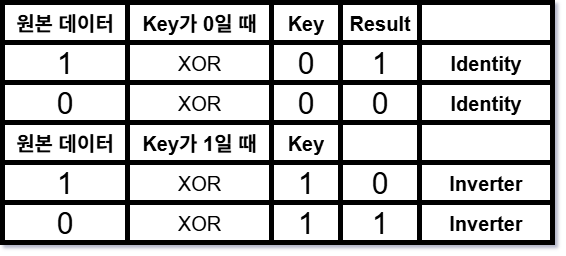 원본 데이터 Key가 0일 때 Key Result
1 XOR 0 1 Identity
0 XOR 0 0 Identity
원본 데이터 Key가 1일 때 Key
1 XOR 1 0 Inverter
0 XOR 1 1 Inverter